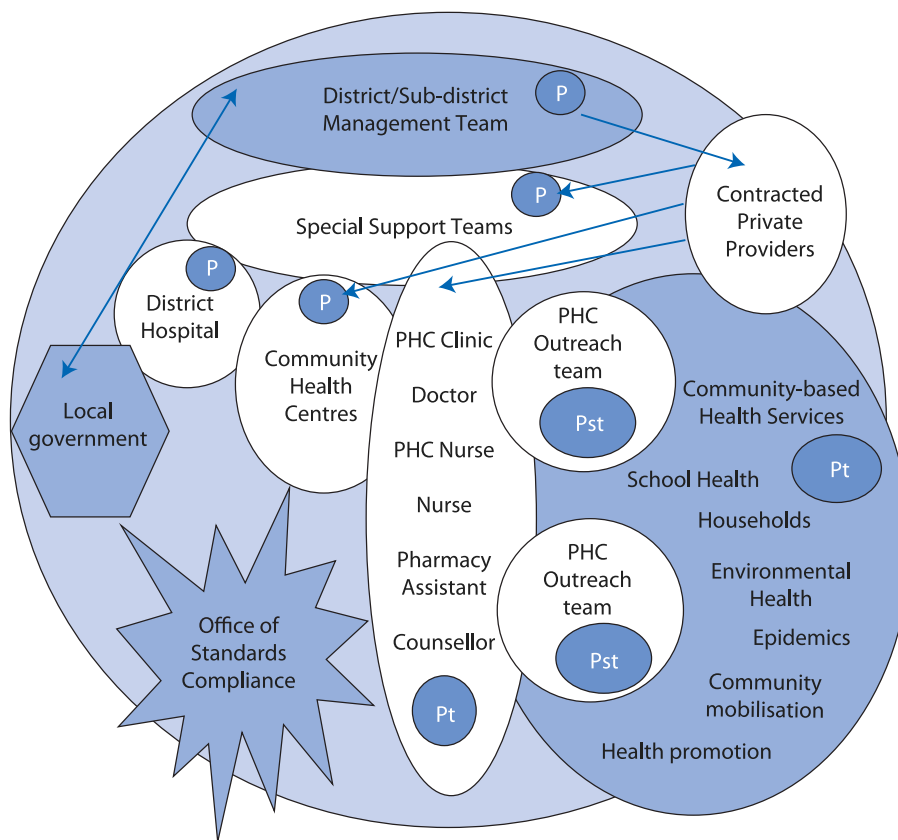 District/Sub-district
Management Team
P
Special Support Teams
P
Contracted
Private
Providers
P
District
Hospital
P
Community
Health
Centres
Local
government
Office of
Standards
Compliance
PHC Clinic
Doctor
PHC Nurse
Nurse
Pharmacy
Assistant
Counsellor
Pt
PHC
Outreach
team
Pst
PHC
Outreach
team
Pst
Community-based
Health Services
Pt
School Health
Households
Environmental
Health
Epidemics
Community
mobilisation
Health promotion